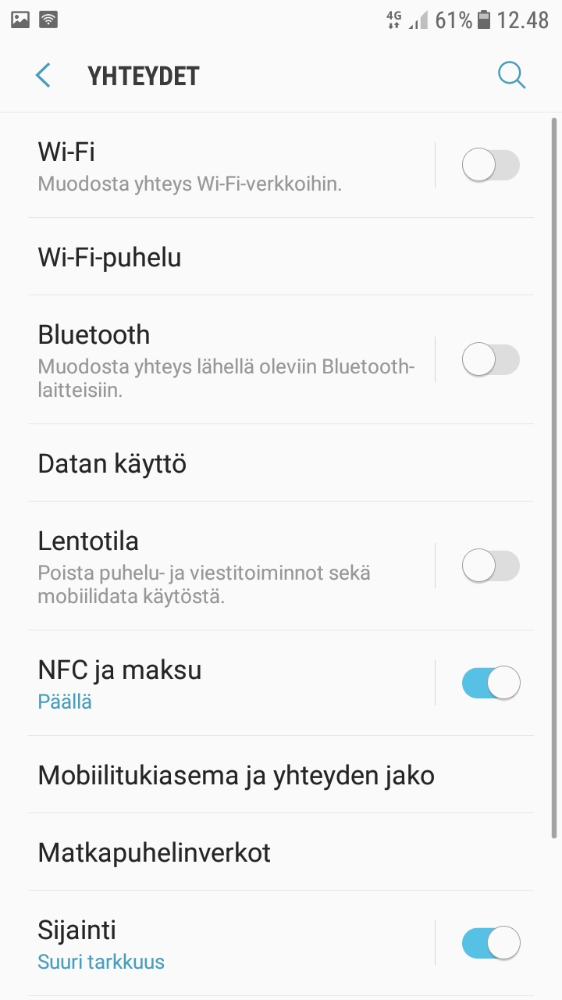 4G 61% 12.48
YHTEYDET
Wi-Fi
Muodosta yhteys Wi-Fi-verkkoihin.
Wi-Fi-puhelu
Bluetooth
Muodosta yhteys lähellä oleviin Bluetooth-
laitteisiin.
Datan käyttö
Lentotila
Poista puhelu- ja viestitoiminnot sekä
mobiilidata käytöstä.
NFC ja maksu
Päällä
Mobiilitukiasema ja yhteyden jako
Matkapuhelinverkot
Sijainti
Suuri tarkkuus